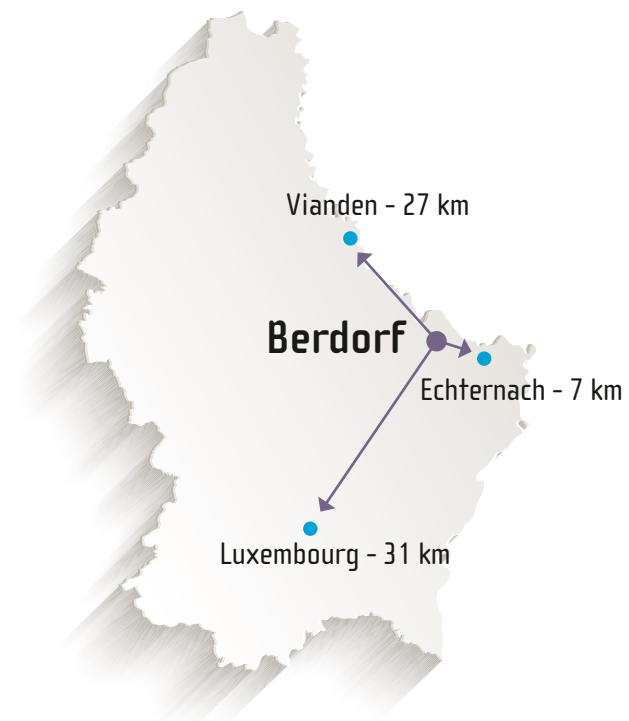 Vianden - 27 km
Berdorf
Echternach - 7 km
Luxembourg - 31 km